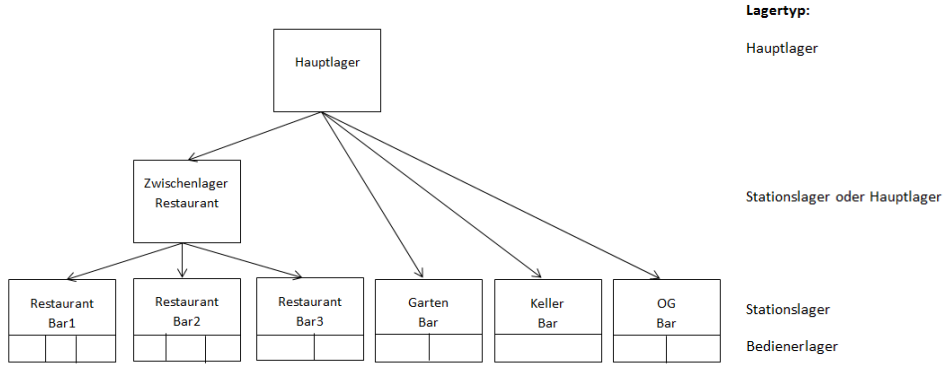 Lagertyp:
Hauptlager
Hauptlager
Zwischenlager
Restaurant
Stationslager oder Hauptlager
Restaurant
Bar1
Restaurant
Bar2
Restaurant
Bar3
Garten
Bar
Keller
Bar
OG
Bar
Stationslager
Bedienerlager